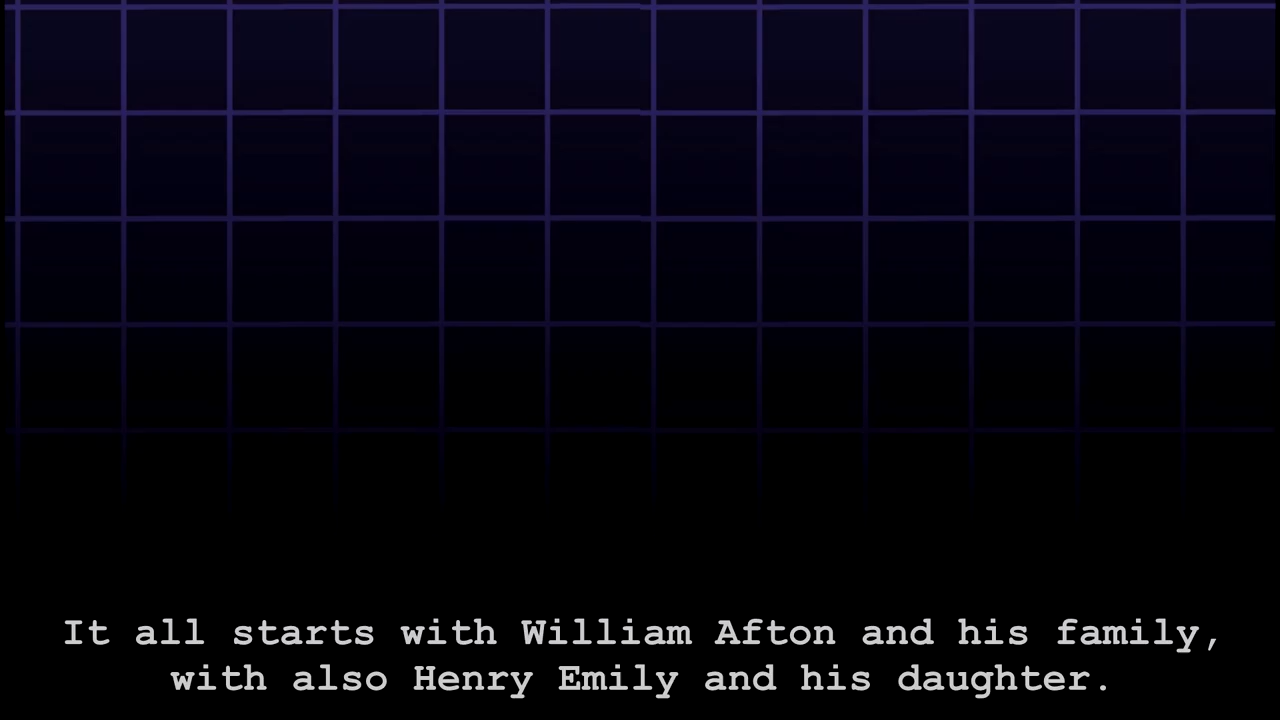 It all starts with William Afton and his family,
with also Henry Emily and his daughter.